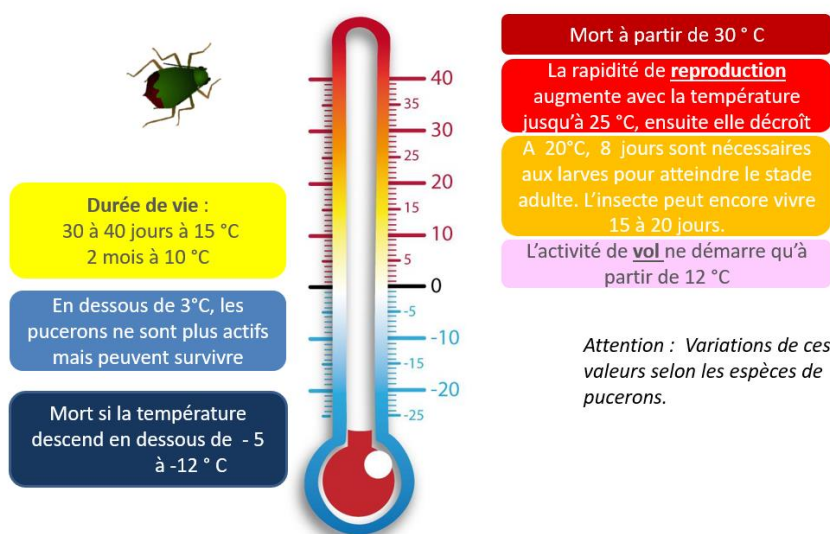 Mort à partir de 30 ° C
La rapidité de reproduction
augmente avec la température
jusqu'à 25 °C, ensuite elle décroît
A 20°C, 8 jours sont nécessaires
aux larves pour atteindre le stade
adulte. L'insecte peut encore vivre
15 à 20 jours.
L'activité de vol ne démarre qu'à
partir de 12 °C
Durée de vie :
30 à 40 jours à 15 °C
2 mois à 10 °C
En dessous de 3°C, les
pucerons ne sont plus actifs
mais peuvent survivre
Mort si la température
descend en dessous de - 5
à -12 ° C
40
35
30
25
20
15
10
5
0
-5
-10
-15
-20
-25
Attention : Variations de ces
valeurs selon les espèces de
pucerons.